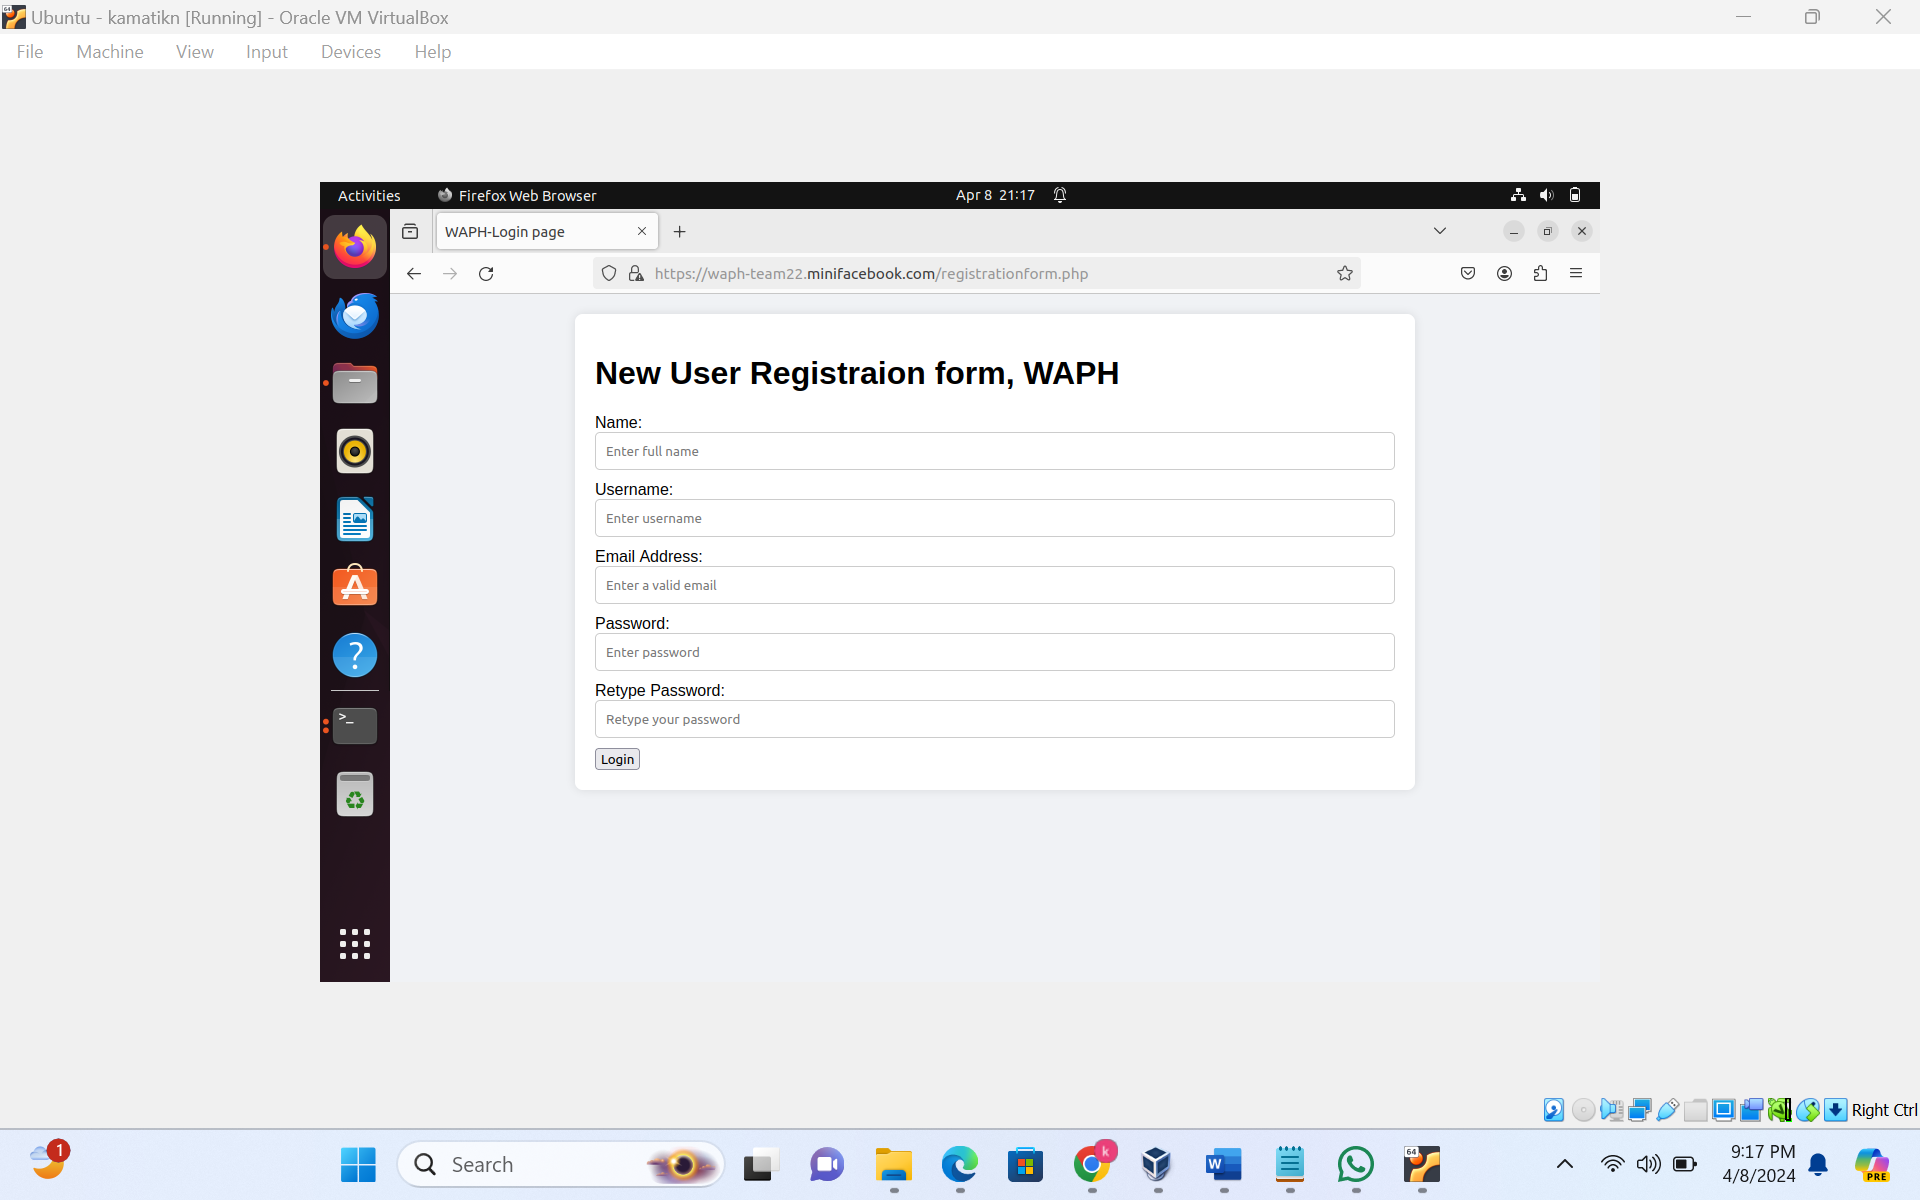 Ubuntu - kamatikn [Running] - Oracle VM VirtualBox
File Machine View Input Devices Help
Activities Firefox Web Browser Apr 8 21:17
WAPH-Login page
https://waph-team22.minifacebook.com/registrationform.php
New User Registraion form, WAPH
Name:
Enter full name
Username:
Enter username
Email Address:
Enter a valid email
Password:
Enter password
Retype Password:
Retype your password
Login
Right Ctrl
1
Search
k
W
64
9:17 PM
4/8/2024
PRE